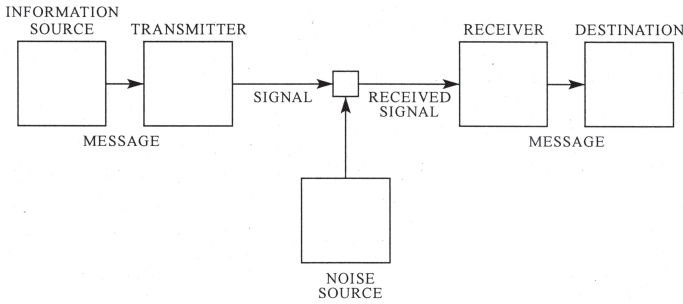 INFORMATION
SOURCE
TRANSMITTER
RECEIVER
DESTINATION
SIGNAL
RECEIVED
SIGNAL
MESSAGE
MESSAGE
NOISE
SOURCE